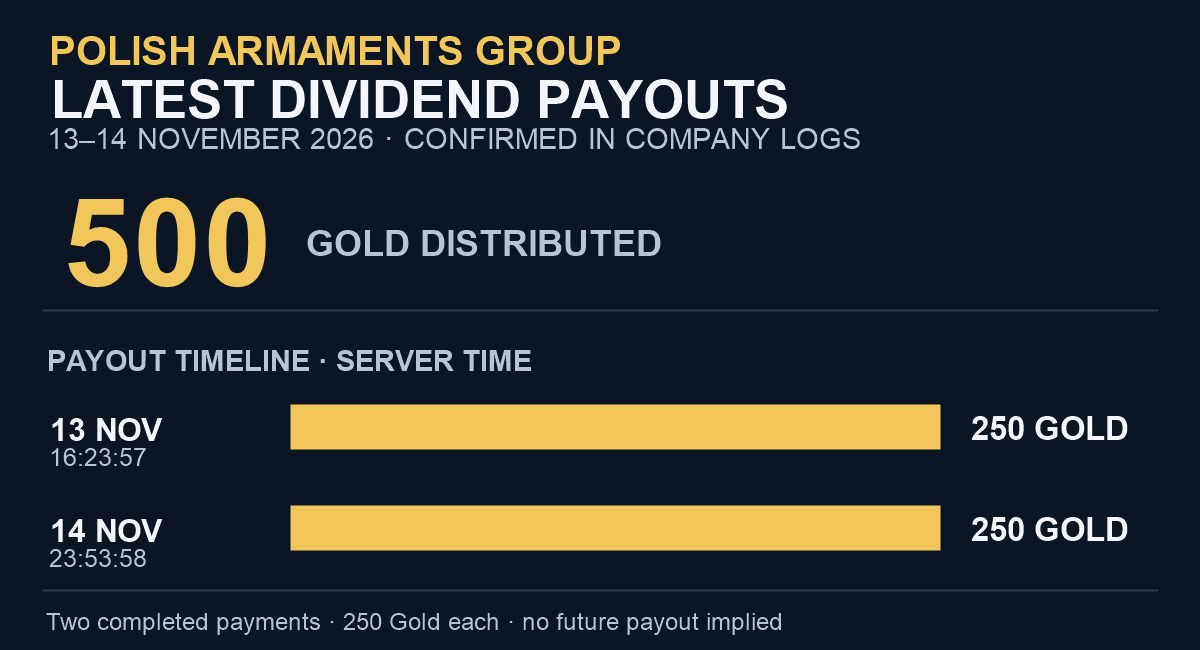 POLISH ARMAMENTS GROUP
LATEST DIVIDEND PAYOUTS
13–14 NOVEMBER 2026 · CONFIRMED IN COMPANY LOGS
500 GOLD DISTRIBUTED
PAYOUT TIMELINE · SERVER TIME
13 NOV 250 GOLD
16:23:57
14 NOV 250 GOLD
23:53:58
Two completed payments · 250 Gold each · no future payout implied